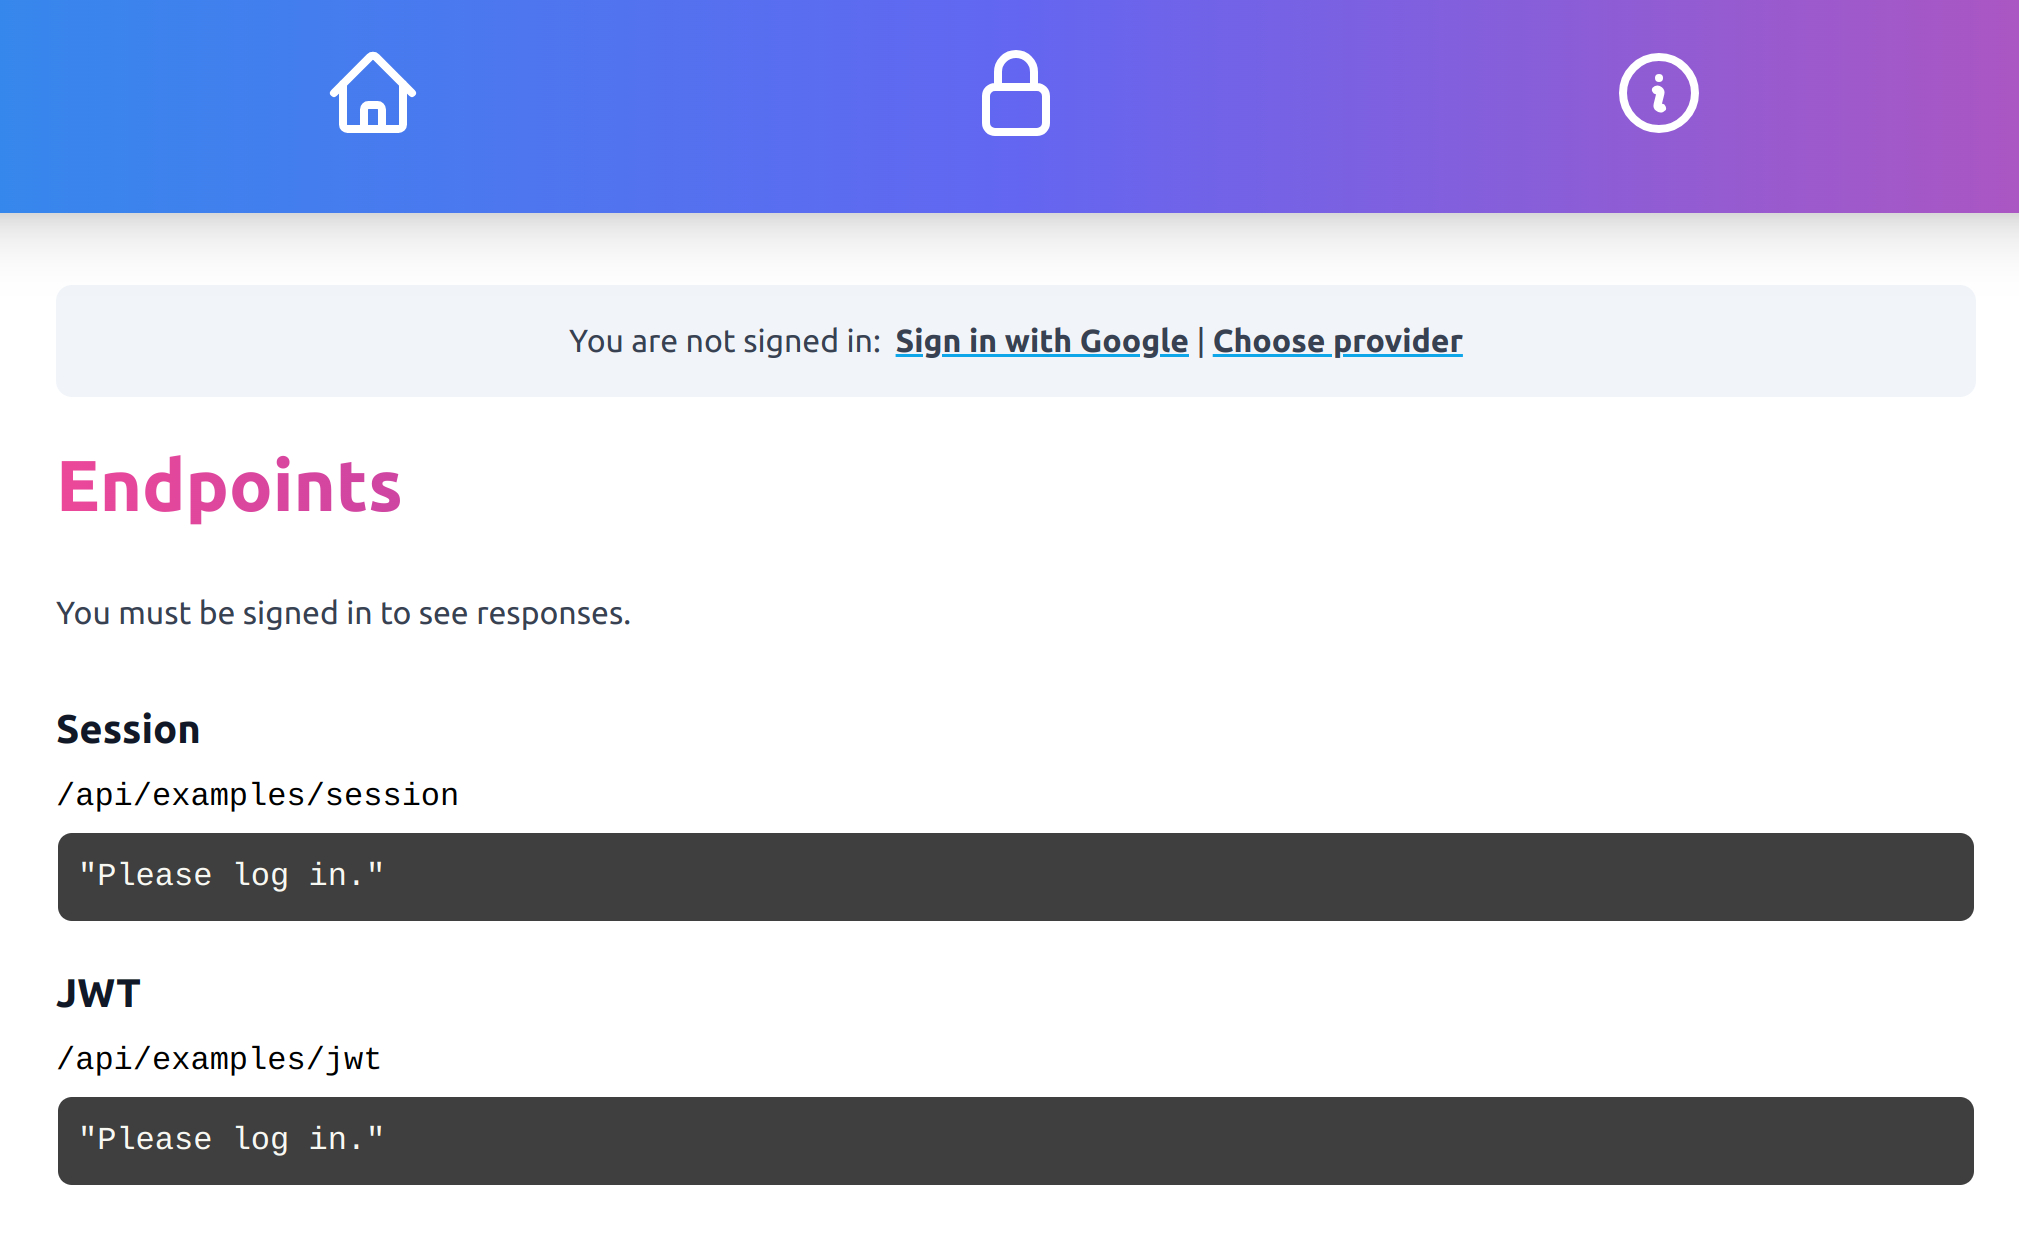 You are not signed in: Sign in with Google | Choose provider
Endpoints
You must be signed in to see responses.
Session
/api/examples/session
"Please log in."
JWT
/api/examples/jwt
"Please log in."